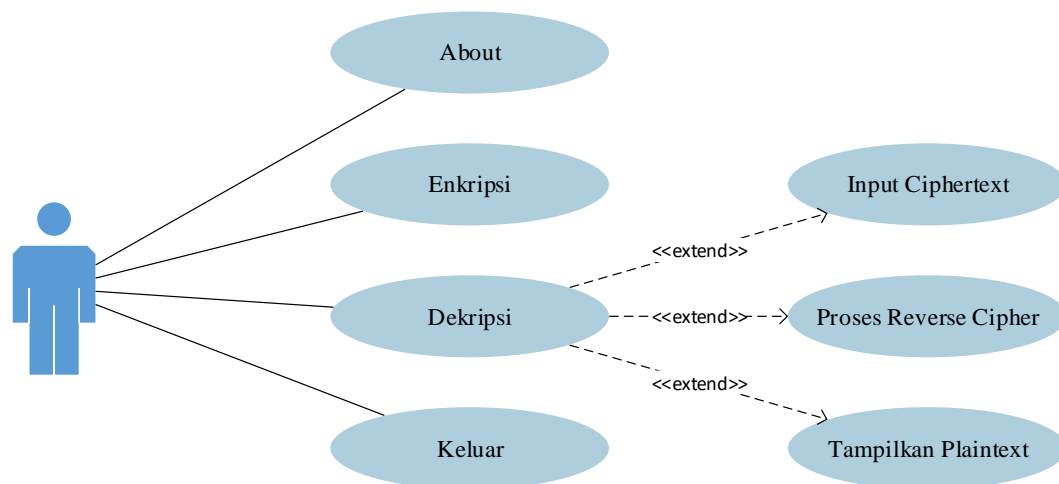 About
Enkripsi
Input Ciphertext
<<extend>>
Dekripsi
<<extend>>
Proses Reverse Cipher
<<extend>>
Keluar
Tampilkan Plaintext